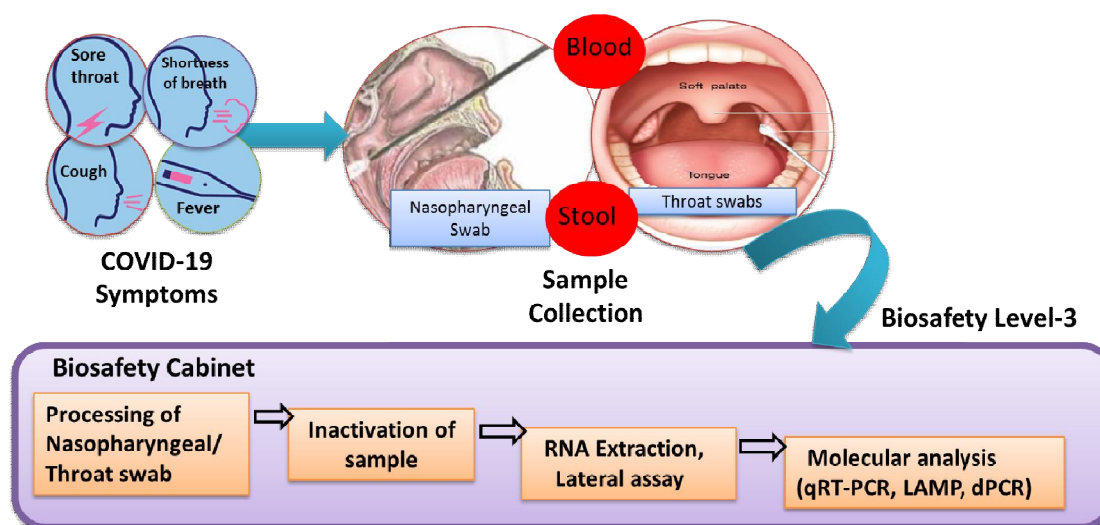 Sore
throat
Shortness
of breath
Cough
Fever
COVID-19
Symptoms
Blood
Soft palate
Tongue
Nasopharyngeal
Swab
Stool
Throat swabs
Sample
Collection
Biosafety Level-3
Biosafety Cabinet
Processing of
Nasopharyngeal/
Throat swab
Inactivation of
sample
RNA Extraction,
Lateral assay
Molecular analysis
(qRT-PCR, LAMP, dPCR)